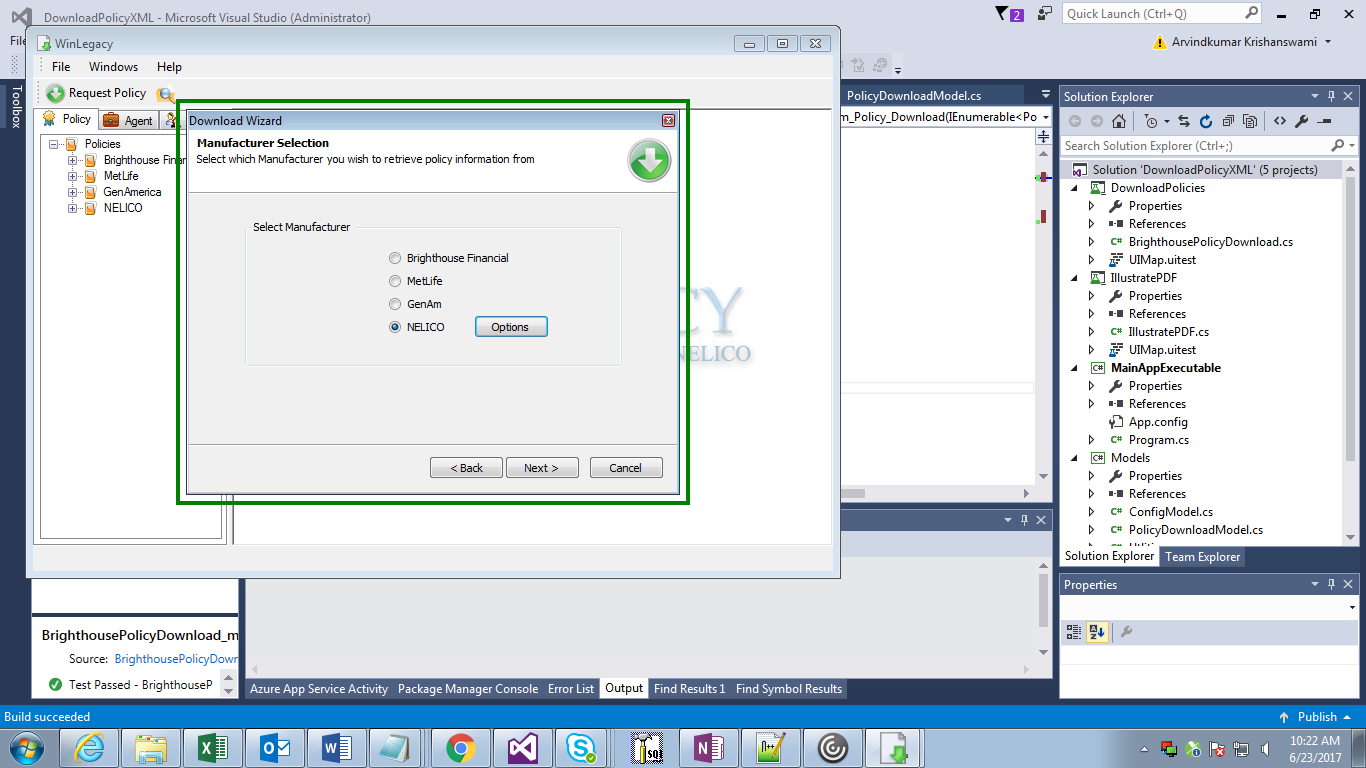 DownloadPolicyXML - Microsoft Visual Studio (Administrator)
2
Quick Launch (Ctrl+Q)
Arvindkumar Krishanswami
WinLegacy
File Windows Help
Request Policy
Toolbox
Policy Agent
Policies
Brighthouse Finan
MetLife
GenAmerica
NELICO
Download Wizard
Manufacturer Selection
Select which Manufacturer you wish to retrieve policy information from
Select Manufacturer
Brighthouse Financial
MetLife
GenAm
NELICO Options
< Back Next > Cancel
CY
NELICO
PolicyDownloadModel.cs
m_Policy_Download(IEnumerable<Po
Solution Explorer
Search Solution Explorer (Ctrl+;)
Solution 'DownloadPolicyXML' (5 projects)
DownloadPolicies
Properties
References
BrighthousePolicyDownload.cs
UIMap.uitest
IllustratePDF
Properties
References
IllustratePDF.cs
UIMap.uitest
MainAppExecutable
Properties
References
App.config
Program.cs
Models
Properties
References
ConfigModel.cs
PolicyDownloadModel.cs
Solution Explorer Team Explorer
Properties
BrighthousePolicyDownload_m
Source: BrighthousePolicyDown
Test Passed - BrighthouseP
Azure App Service Activity Package Manager Console Error List Output Find Results 1 Find Symbol Results
Build succeeded
Publish
10:22 AM
6/23/2017